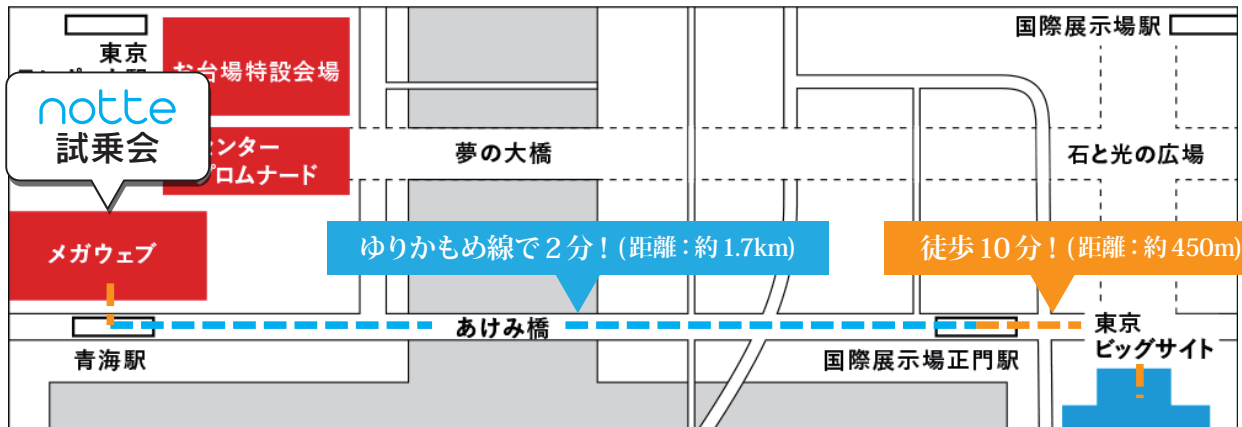 国際展示場駅
東京
お台場特設会場
notte
試乗会
センター
プロムナード
夢の大橋
石と光の広場
メガウェブ
ゆりかもめ線で2分！(距離：約1.7km)
徒歩10分！(距離：約450m)
あけみ橋
東京
ビッグサイト
青海駅
国際展示場正門駅